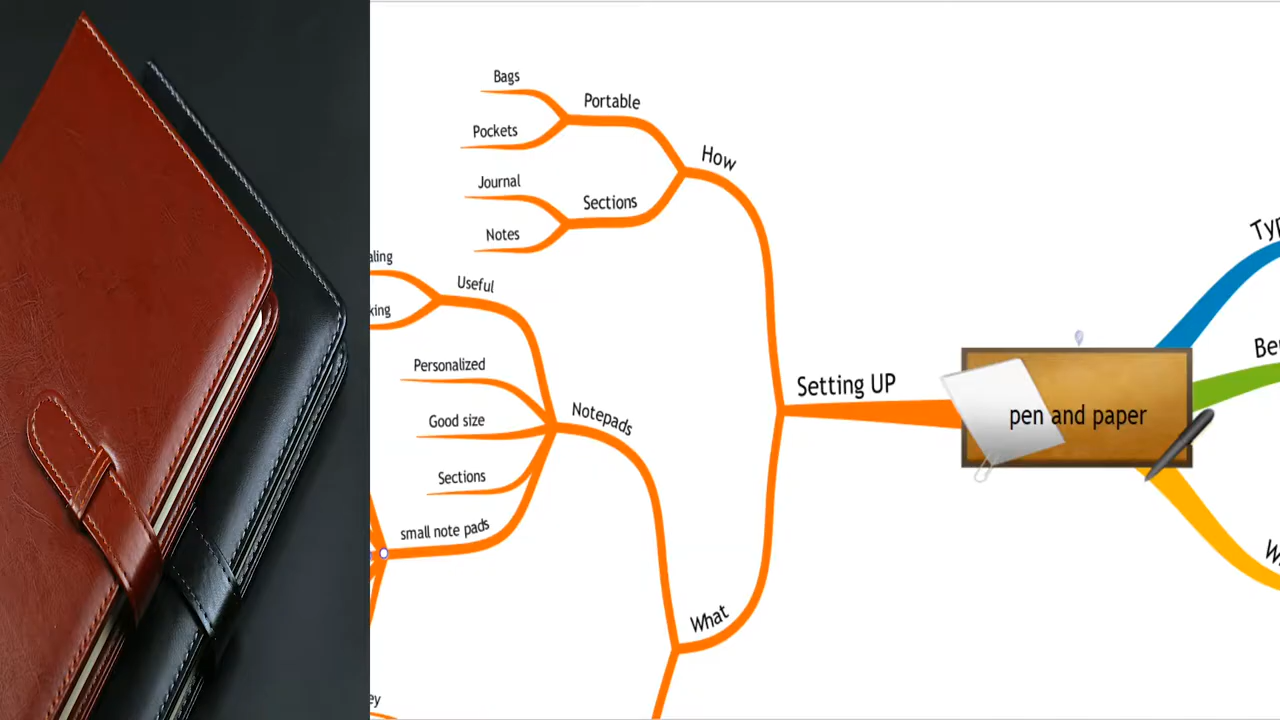 Bags
Portable
Pockets
How
Journal
Sections
Notes
Useful
Personalized
Good size
Notepads
Sections
small note pads
What
Setting UP
pen and paper